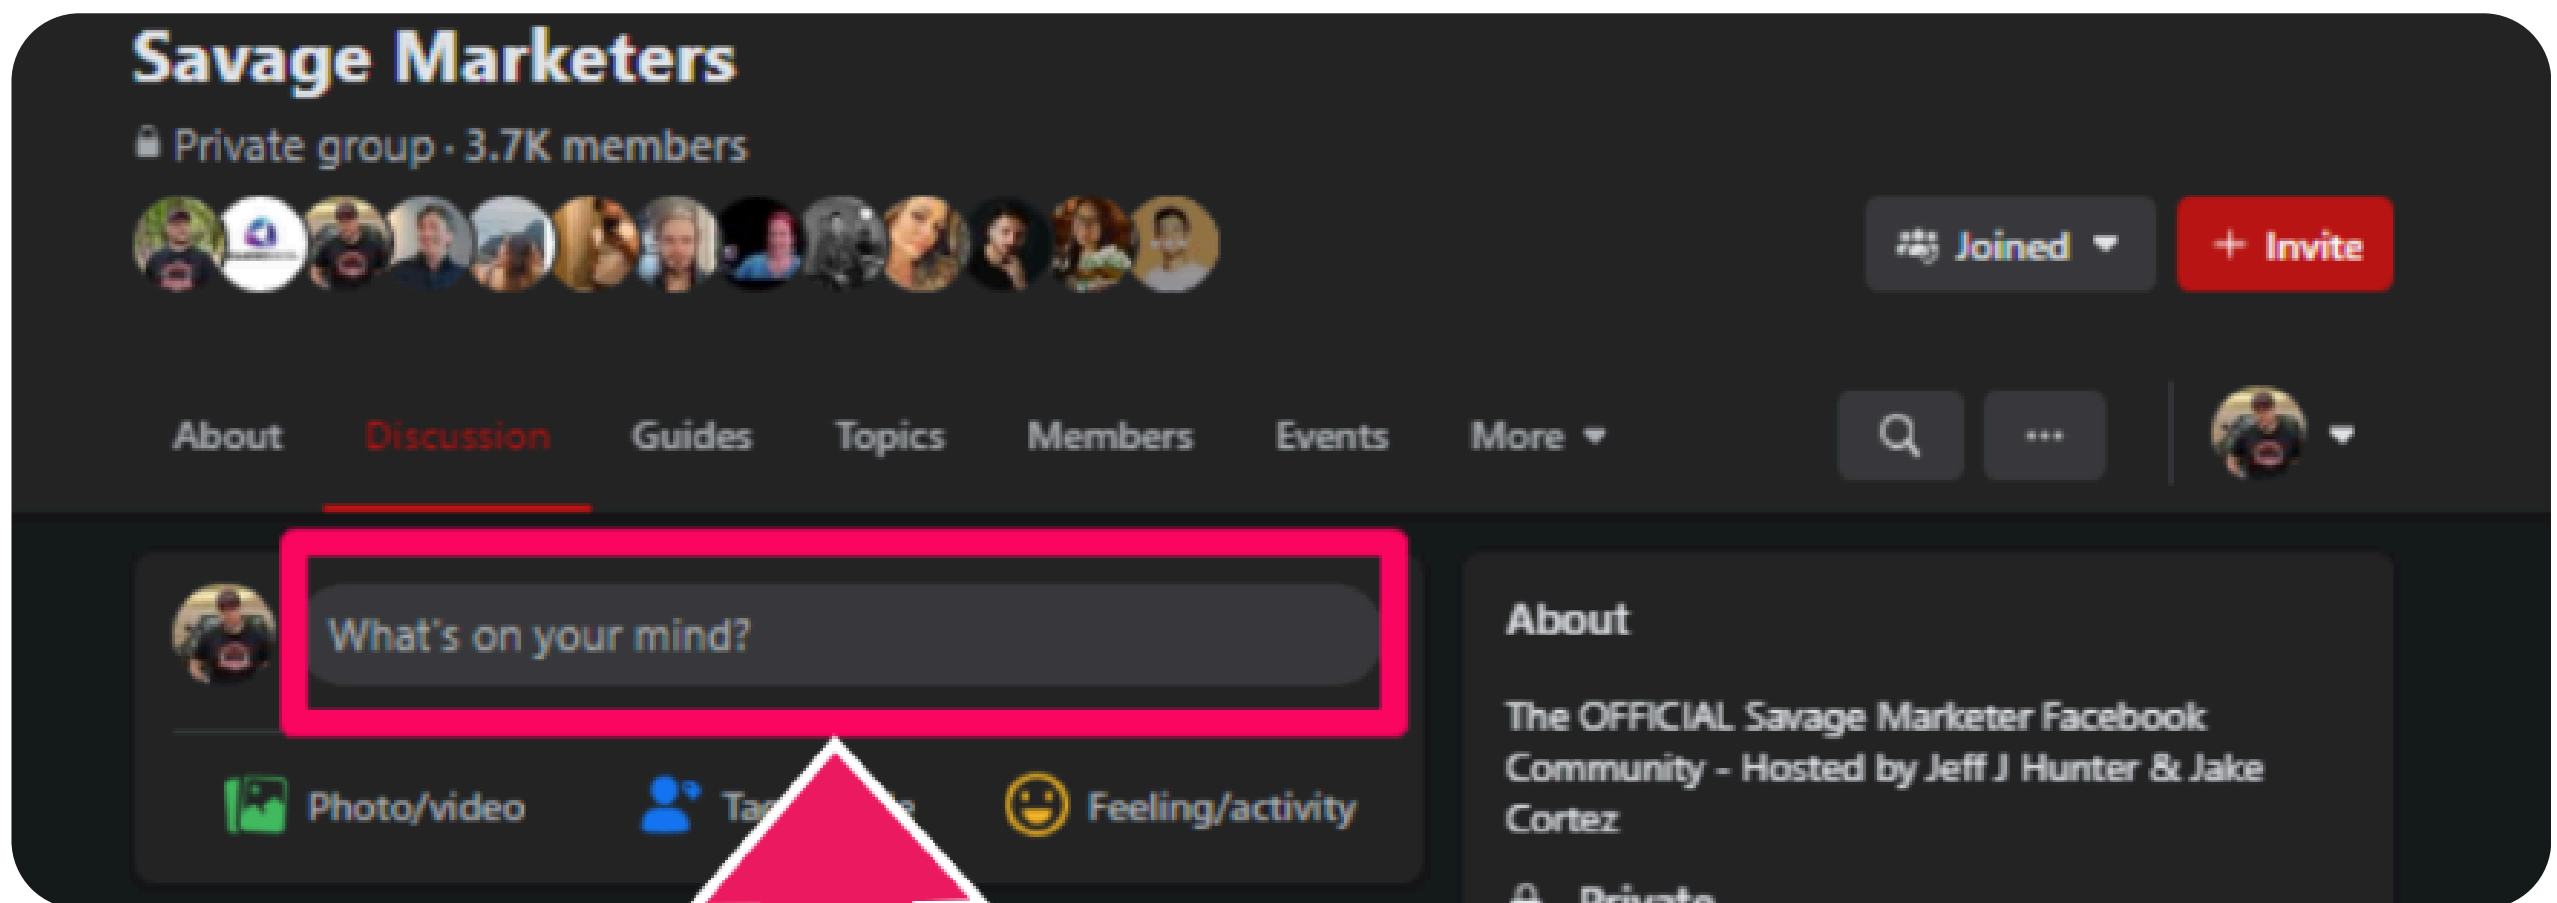 Savage Marketers
Private group · 3.7K members
Joined
+ Invite
About Discussion Guides Topics Members Events More
What's on your mind?
Photo/video
Feeling/activity
About
The OFFICIAL Savage Marketer Facebook
Community - Hosted by Jeff J Hunter & Jake
Cortez
Private